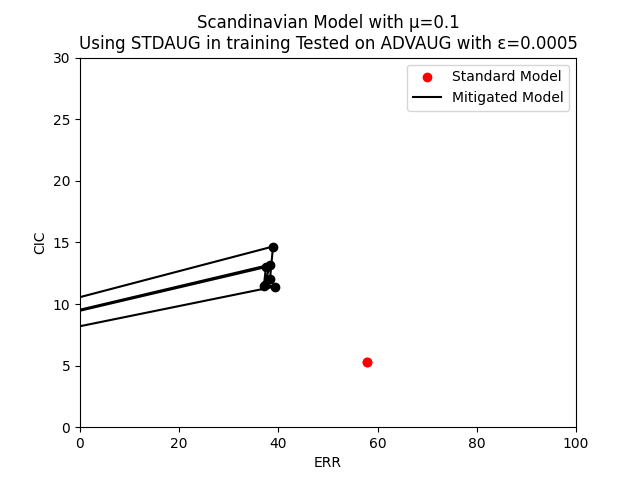 Scandinavian Model with μ=0.1
Using STDAUG in training Tested on ADVAUG with ε=0.0005
Standard Model
Mitigated Model
30
25
20
15
10
5
0
CIC
0 20 40 60 80 100
ERR